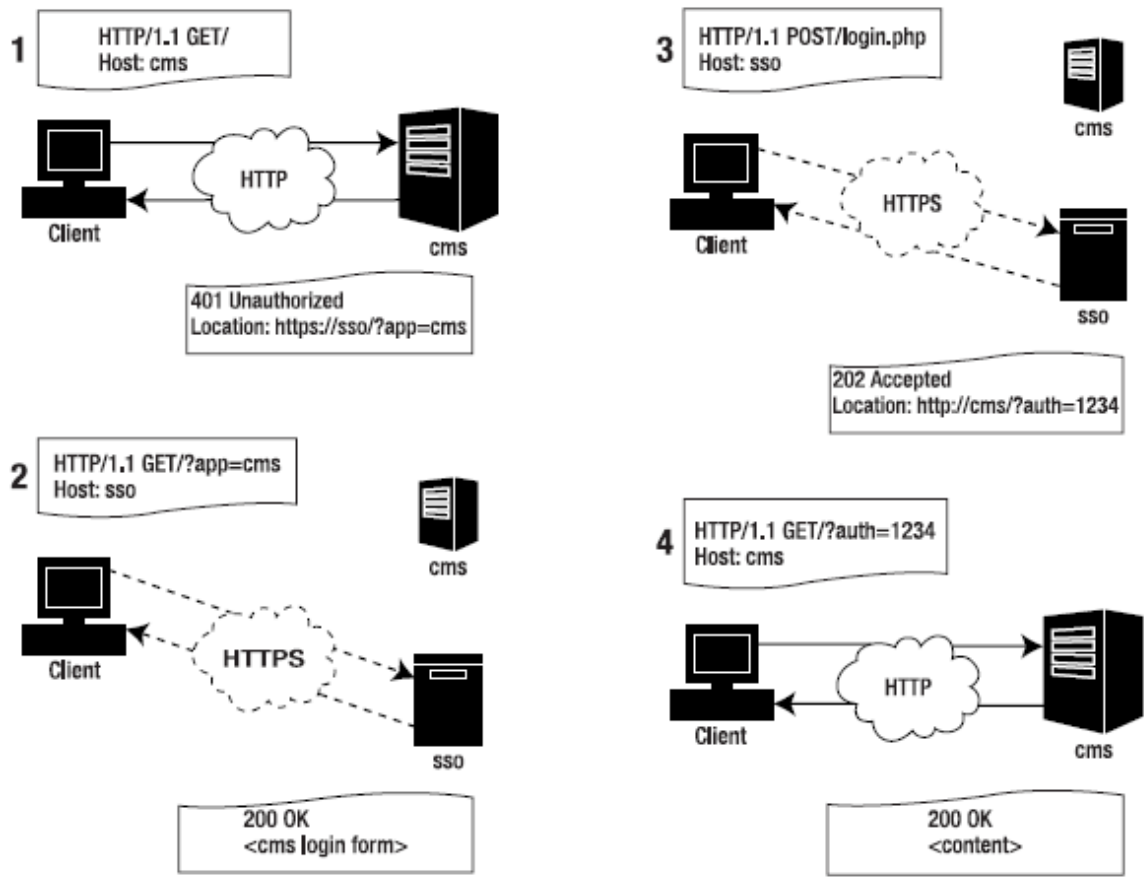 1
HTTP/1.1 GET/
Host: cms
HTTP
Client
cms
401 Unauthorized
Location: https://sso/?app=cms
2
HTTP/1.1 GET/?app=cms
Host: sso
cms
HTTPS
Client
sso
200 OK
<cms login form>
3
HTTP/1.1 POST/login.php
Host: sso
cms
HTTPS
Client
sso
202 Accepted
Location: http://cms/?auth=1234
4
HTTP/1.1 GET/?auth=1234
Host: cms
HTTP
Client
cms
200 OK
<content>